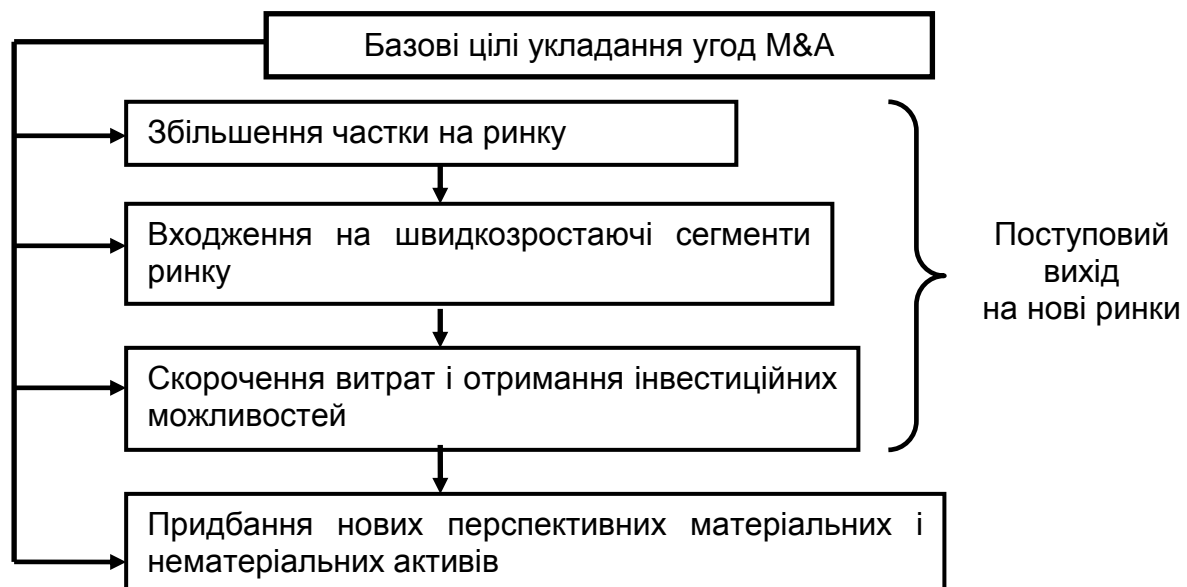 Базові цілі укладання угод M&A
Збільшення частки на ринку
Входження на швидкозростаючі сегменти
ринку
Скорочення витрат і отримання інвестиційних
можливостей
Придбання нових перспективних матеріальних і
нематеріальних активів
Поступовий
вихід
на нові ринки